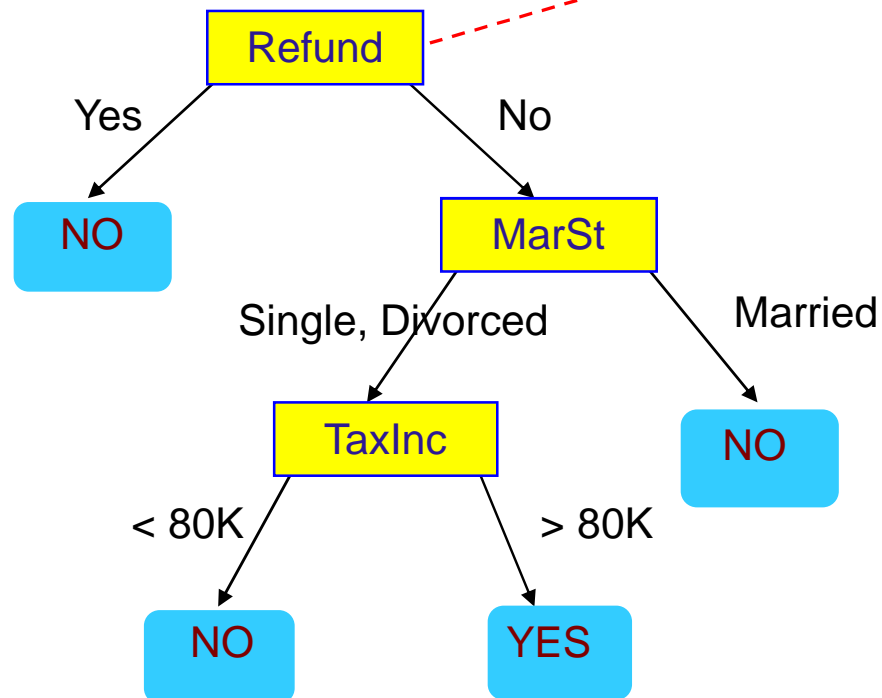 Refund
Yes
No
NO
MarSt
Single, Divorced
Married
TaxInc
NO
< 80K
> 80K
NO
YES